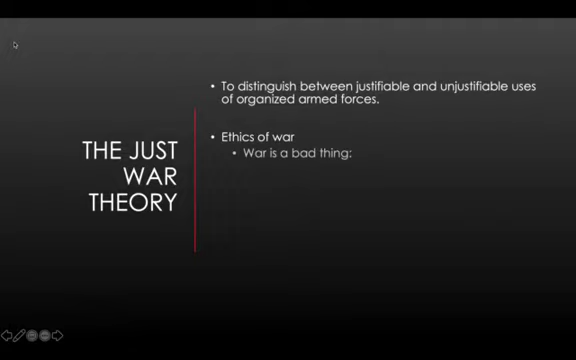 THE JUST
WAR
THEORY
• To distinguish between justifiable and unjustifiable uses
of organized armed forces.
• Ethics of war
• War is a bad thing: